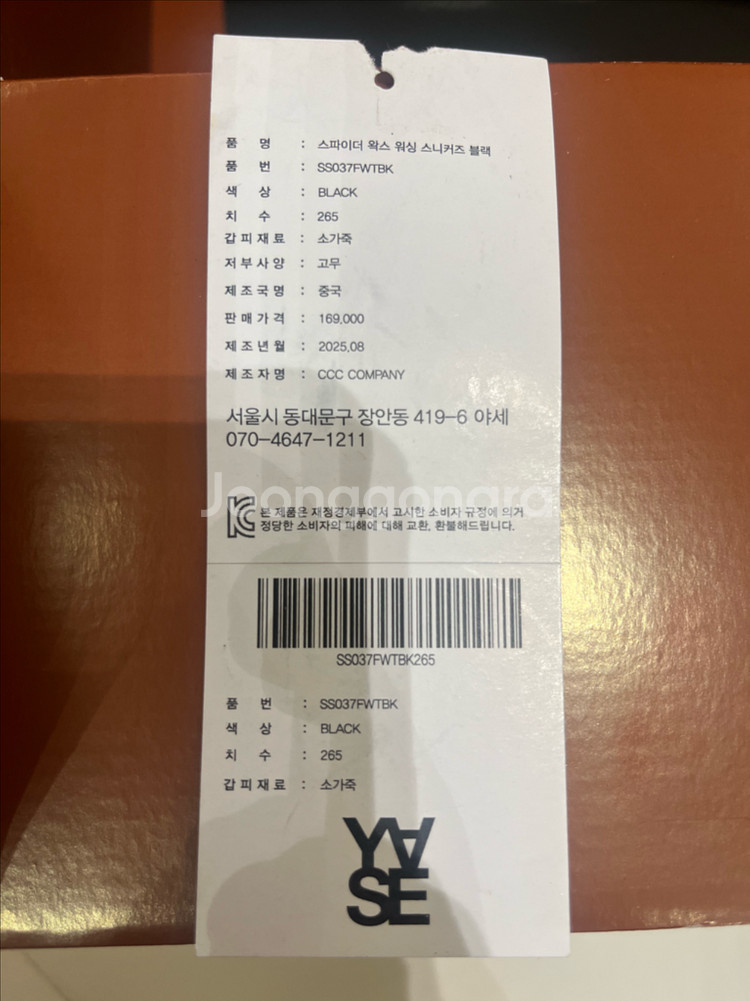 품 명 : 스파이더 왁스 워싱 스니커즈 블랙
품 번 : SS037FWTBK
색 상 : BLACK
치 수 : 265
갑피재료 : 소가죽
저부사양 : 고무
제조국명 : 중국
판매가격 : 169,000
제조년월 : 2025.08
제조자명 : CCC COMPANY
서울시 동대문구 장안동 419-6 야세
070-4647-1211
Joonggonara
본 제품은 재정경제부에서 고시한 소비자 규정에 의거
정당한 소비자의 피해에 대해 교환, 환불해드립니다.
SS037FWTBK265
품 번 : SS037FWTBK
색 상 : BLACK
치 수 : 265
갑피재료 : 소가죽
YA
SE